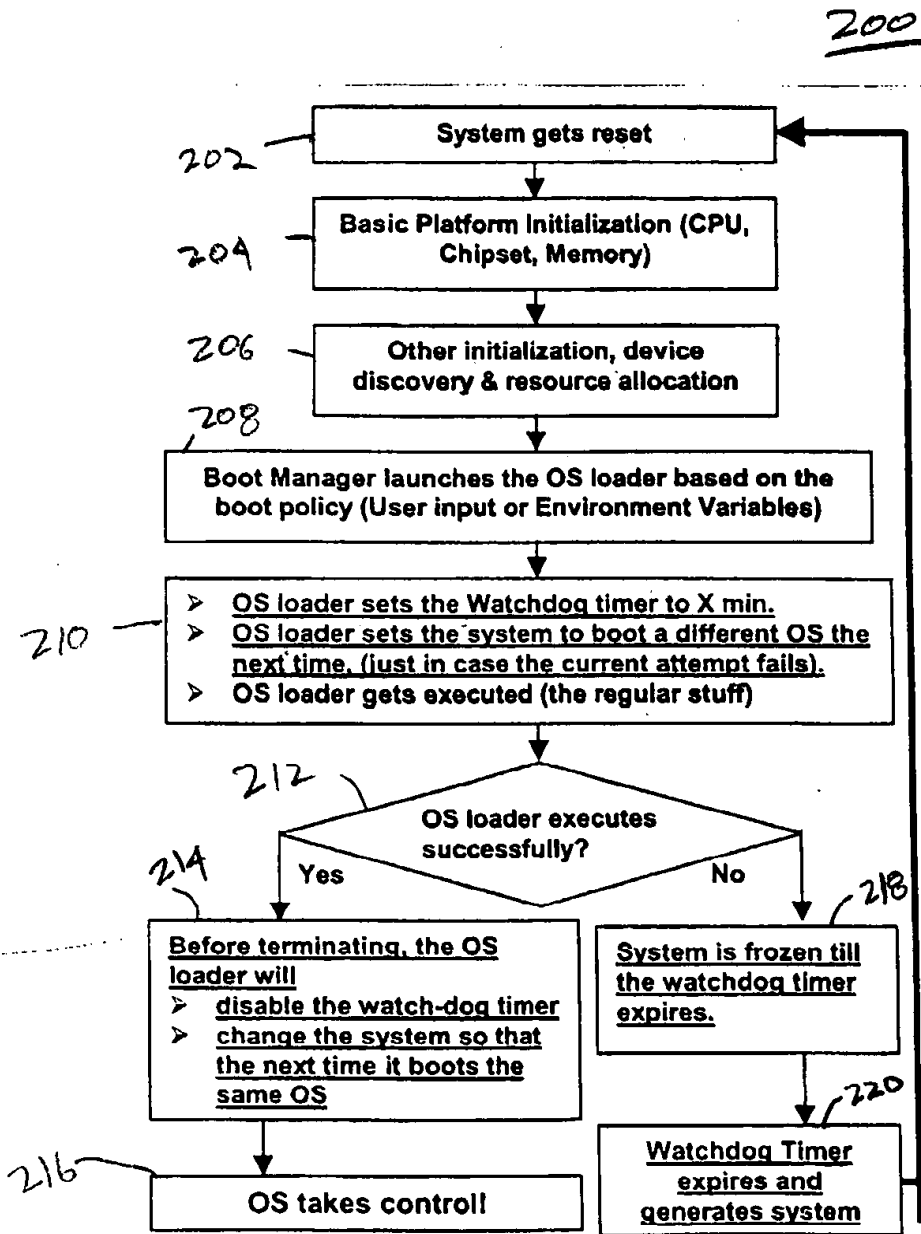 200
202
System gets reset
204
Basic Platform Initialization (CPU,
Chipset, Memory)
206
Other initialization, device
discovery & resource allocation
208
Boot Manager launches the OS loader based on the
boot policy (User input or Environment Variables)
210
➢ OS loader sets the Watchdog timer to X min.
➢ OS loader sets the system to boot a different OS the
next time, (just in case the current attempt fails).
➢ OS loader gets executed (the regular stuff)
212
OS loader executes
successfully?
Yes
No
214
Before terminating, the OS
loader will
➢ disable the watch-dog timer
➢ change the system so that
the next time it boots the
same OS
218
System is frozen till
the watchdog timer
expires.
216
OS takes control!
220
Watchdog Timer
expires and
generates system